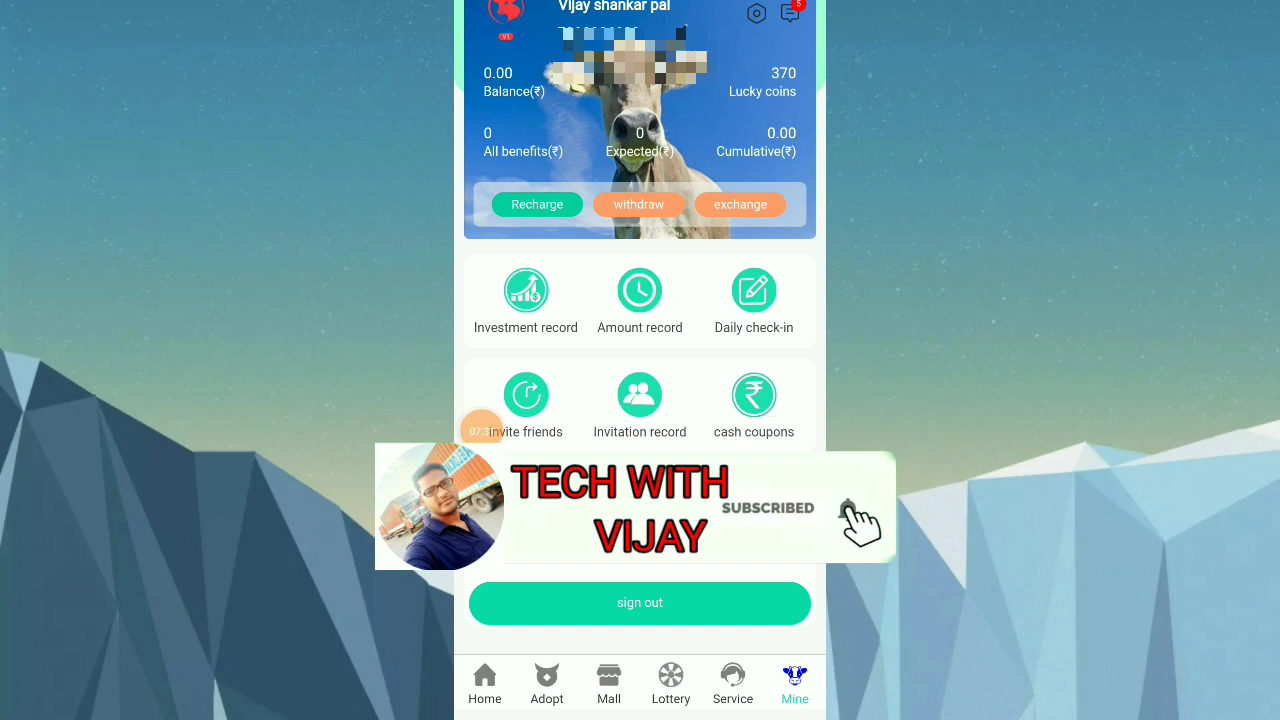 Vijay shankar pal
5
V1
0.00
370
Balance(₹)
Lucky coins
0
0
0.00
All benefits(₹)
Expected(₹)
Cumulative(₹)
Recharge
withdraw
exchange
Investment record
Amount record
Daily check-in
Invite friends
Invitation record
cash coupons
TECH WITH
VIJAY
SUBSCRIBED
sign out
Home
Adopt
Mall
Lottery
Service
Mine